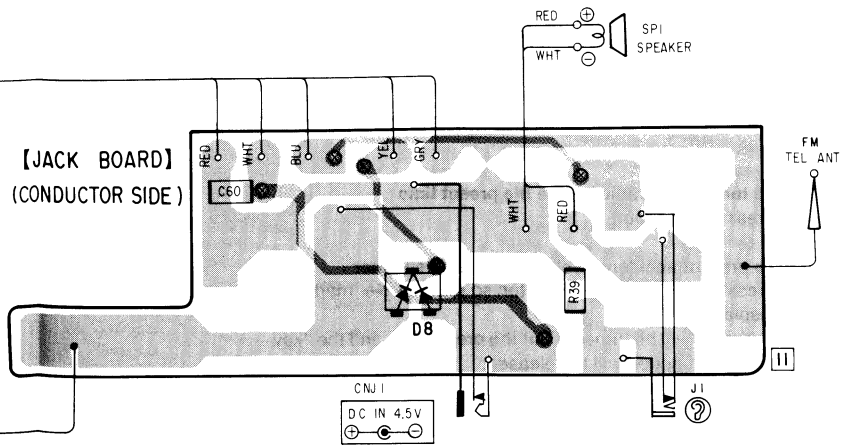 RED ⊕
SP1
SPEAKER
WHT ⊖
【JACK BOARD】
(CONDUCTOR SIDE)
RED
WHT
BLU
YEL
GRY
FM
TEL ANT
C60
WHT
RED
R39
D8
11
CNJ1
J1
DC IN 4.5V
⊕ ⊖